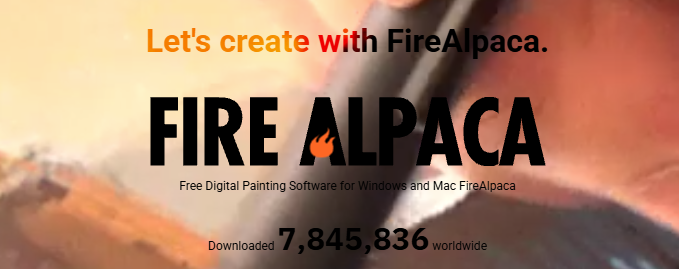 Let's create with FireAlpaca.
FIRE ALPACA
Free Digital Painting Software for Windows and Mac FireAlpaca
Downloaded 7,845,836 worldwide